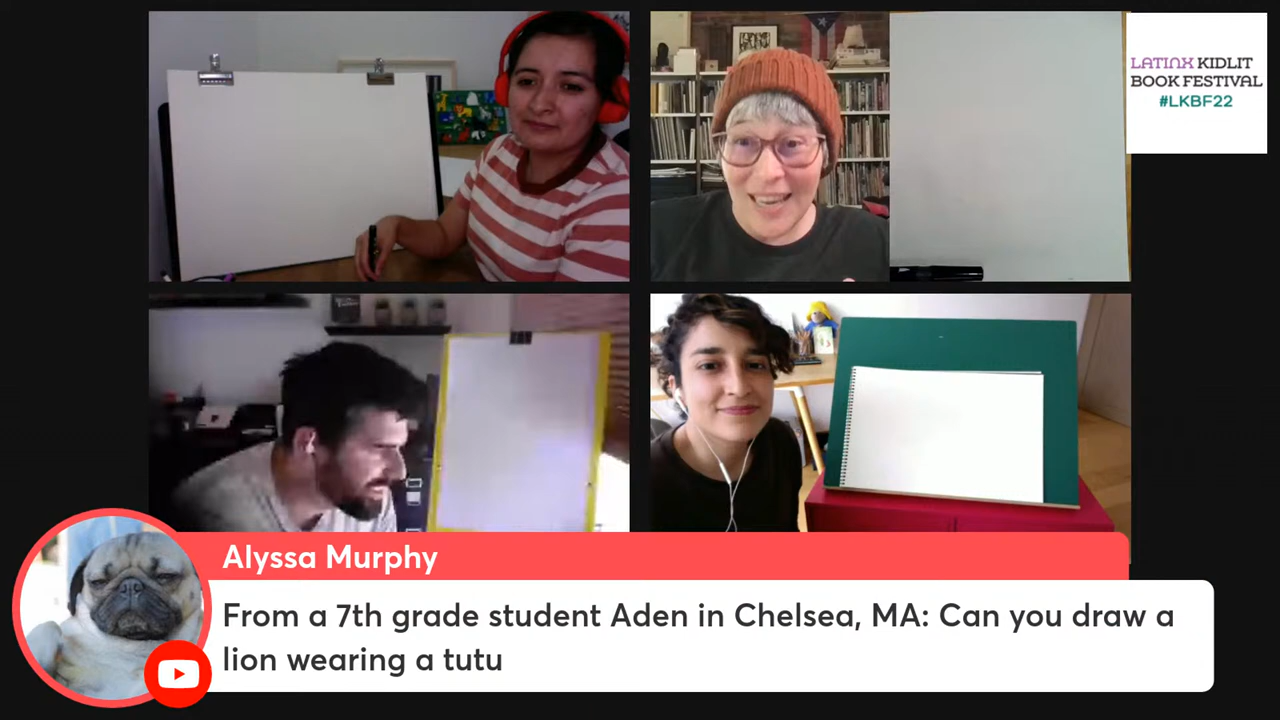 LATINX KIDLIT
BOOK FESTIVAL
#LKBF22
Alyssa Murphy
From a 7th grade student Aden in Chelsea, MA: Can you draw a
lion wearing a tutu